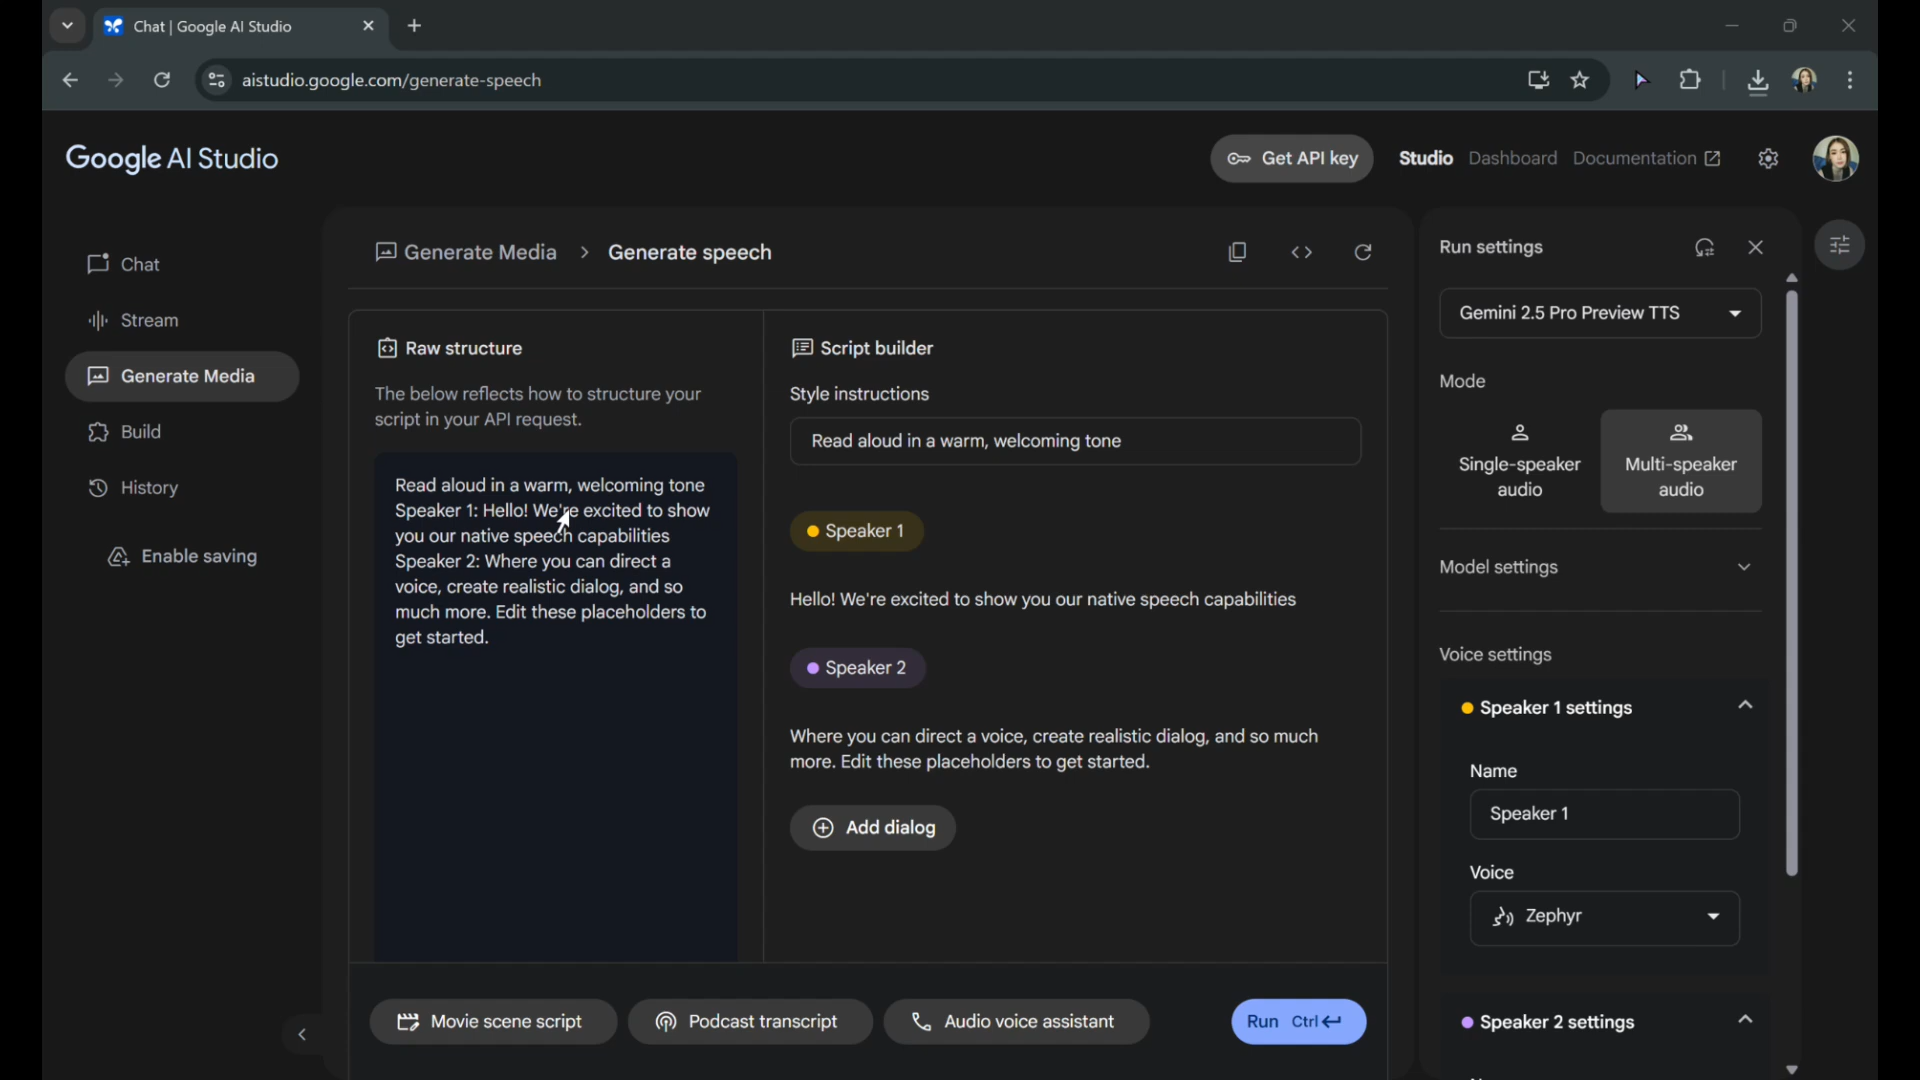 Chat | Google AI Studio
aistudio.google.com/generate-speech
Google AI Studio
Get API key
Studio
Dashboard
Documentation
Chat
Stream
Generate Media
Build
History
Enable saving
Generate Media
Generate speech
Raw structure
The below reflects how to structure your
script in your API request.
Read aloud in a warm, welcoming tone
Speaker 1: Hello! We're excited to show
you our native speech capabilities
Speaker 2: Where you can direct a
voice, create realistic dialog, and so
much more. Edit these placeholders to
get started.
Script builder
Style instructions
Read aloud in a warm, welcoming tone
Speaker 1
Hello! We're excited to show you our native speech capabilities
Speaker 2
Where you can direct a voice, create realistic dialog, and so much
more. Edit these placeholders to get started.
Add dialog
Movie scene script
Podcast transcript
Audio voice assistant
Run Ctrl
Run settings
Gemini 2.5 Pro Preview TTS
Mode
Single-speaker
audio
Multi-speaker
audio
Model settings
Voice settings
Speaker 1 settings
Name
Speaker 1
Voice
Zephyr
Speaker 2 settings